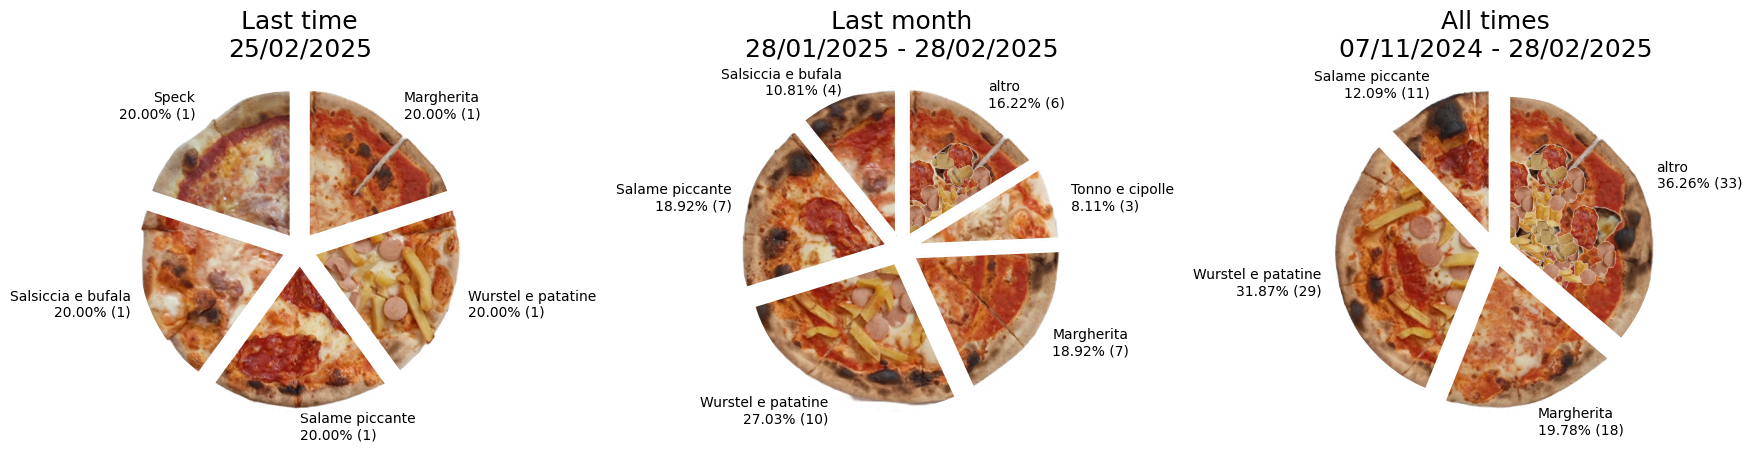 Last time
25/02/2025
Speck
20.00% (1)
Margherita
20.00% (1)
Salsiccia e bufala
20.00% (1)
Wurstel e patatine
20.00% (1)
Salame piccante
20.00% (1)
Last month
28/01/2025 - 28/02/2025
Salsiccia e bufala
10.81% (4)
altro
16.22% (6)
Salame piccante
18.92% (7)
Tonno e cipolle
8.11% (3)
Margherita
18.92% (7)
Wurstel e patatine
27.03% (10)
All times
07/11/2024 - 28/02/2025
Salame piccante
12.09% (11)
altro
36.26% (33)
Wurstel e patatine
31.87% (29)
Margherita
19.78% (18)